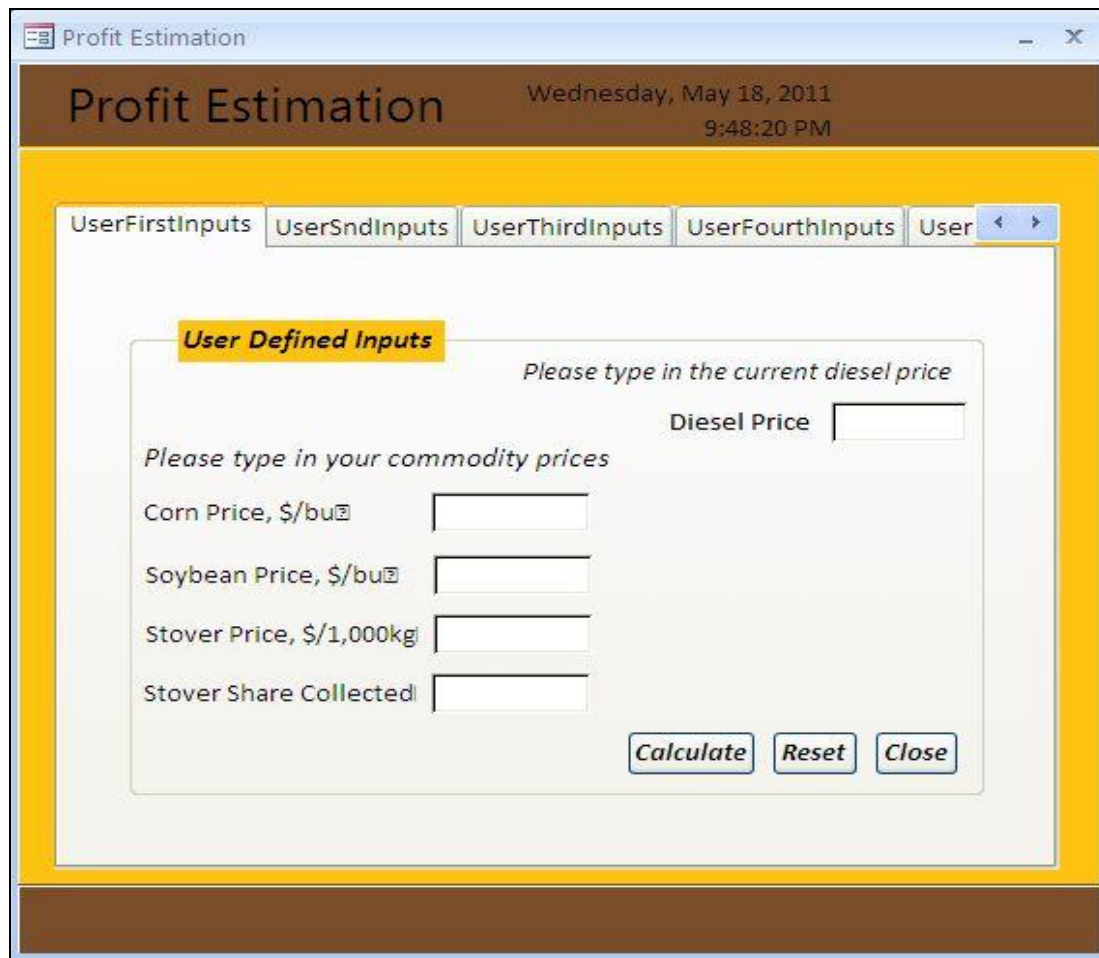 Profit Estimation
Profit Estimation
Wednesday, May 18, 2011
9:48:20 PM
UserFirstInputs UserSndInputs UserThirdInputs UserFourthInputs User
User Defined Inputs
Please type in the current diesel price
Diesel Price
Please type in your commodity prices
Corn Price, $/bu
Soybean Price, $/bu
Stover Price, $/1,000kg
Stover Share Collected
Calculate Reset Close